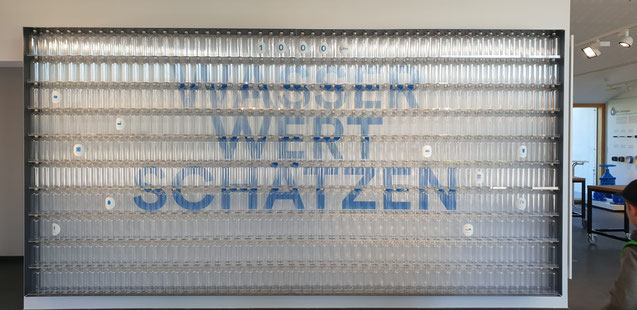 1000
WASSER
WERT
SCHÄTZEN